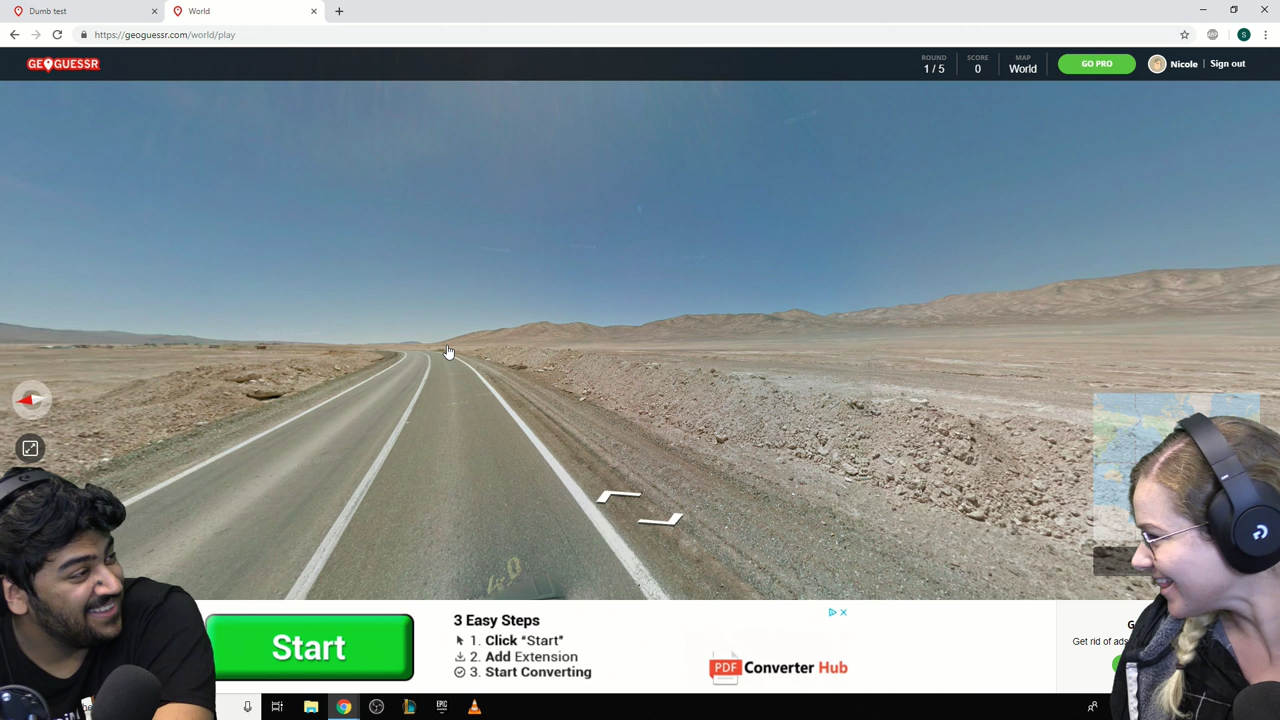 Dumb test
World
https://geoguessr.com/world/play
S
GEOGUESSR
ROUND
1 / 5
SCORE
0
MAP
World
GO PRO
Nicole
Sign out
Start
3 Easy Steps
1. Click “Start”
2. Add Extension
3. Start Converting
PDF Converter Hub
Get rid of ads
EPIC